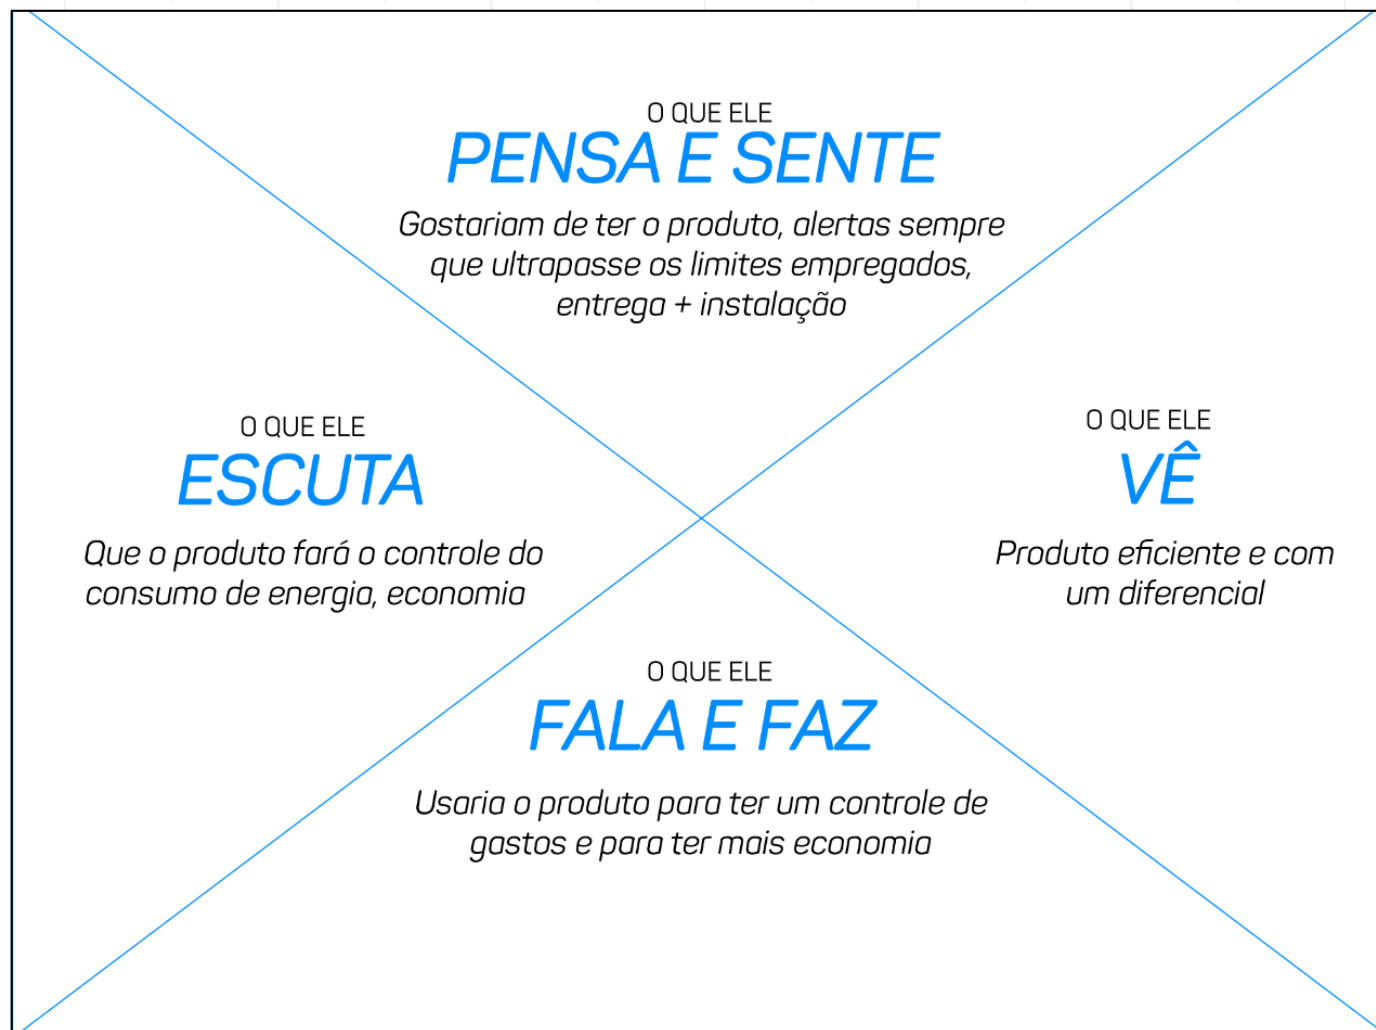 O QUE ELE
PENSA E SENTE
Gostariam de ter o produto, alertas sempre
que ultrapasse os limites empregados,
entrega + instalação
O QUE ELE
ESCUTA
Que o produto fará o controle do
consumo de energia, economia
O QUE ELE
VÊ
Produto eficiente e com
um diferencial
O QUE ELE
FALA E FAZ
Usaria o produto para ter um controle de
gastos e para ter mais economia